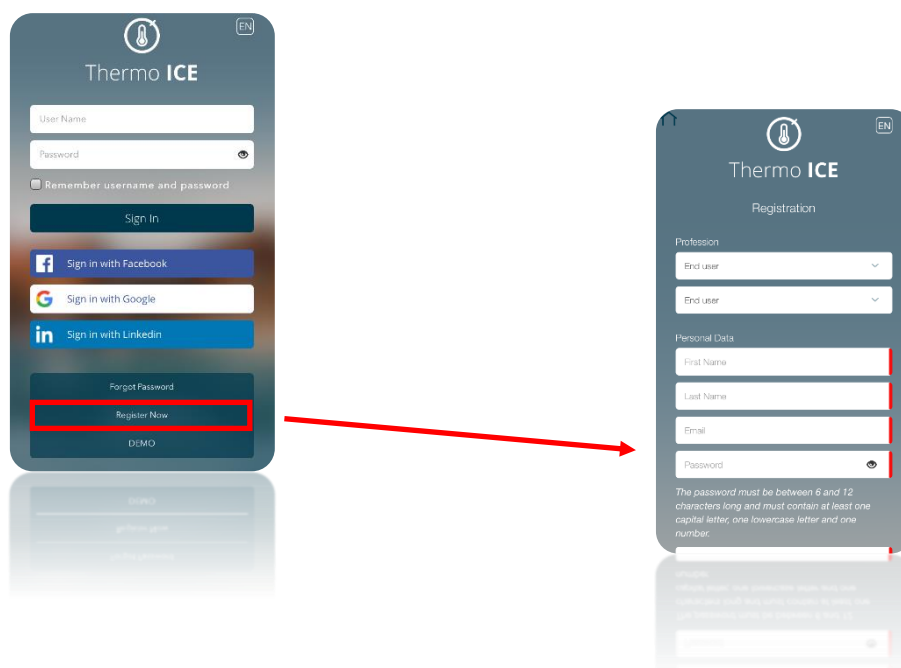 EN
Thermo ICE
User Name
Password
Remember username and password
Sign In
Sign in with Facebook
Sign in with Google
Sign in with Linkedin
Forgot Password
Register Now
DEMO
EN
Thermo ICE
Registration
Profession
End user
End user
Personal Data
First Name
Last Name
Email
Password
The password must be between 6 and 12
characters long and must contain at least one
capital letter, one lowercase letter and one
number.